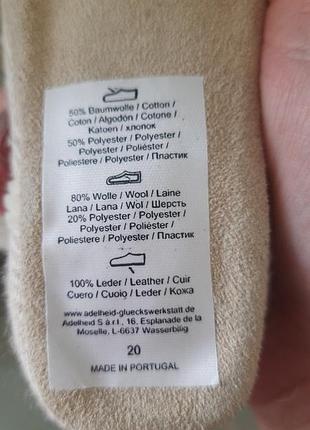 50% Baumwolle / Cotton /
Coton / Algodón / Cotone /
Katoen / хлопок
50% Polyester / Polyester /
Polyester / Poliéster /
Poliestere / Polyester / Пластик
80% Wolle / Wool / Laine
Lana / Lana / Wol / Шерсть
20% Polyester / Polyester /
Polyester / Poliéster /
Poliestere / Polyester / Пластик
100% Leder / Leather / Cuir
Cuero / Cuoio / Leder / Кожа
www.adelheid-glueckswerkstatt.de
Adelheid S.à r.l., 16, Esplanade de la
Moselle, L-6637 Wasserbillig
20
MADE IN PORTUGAL